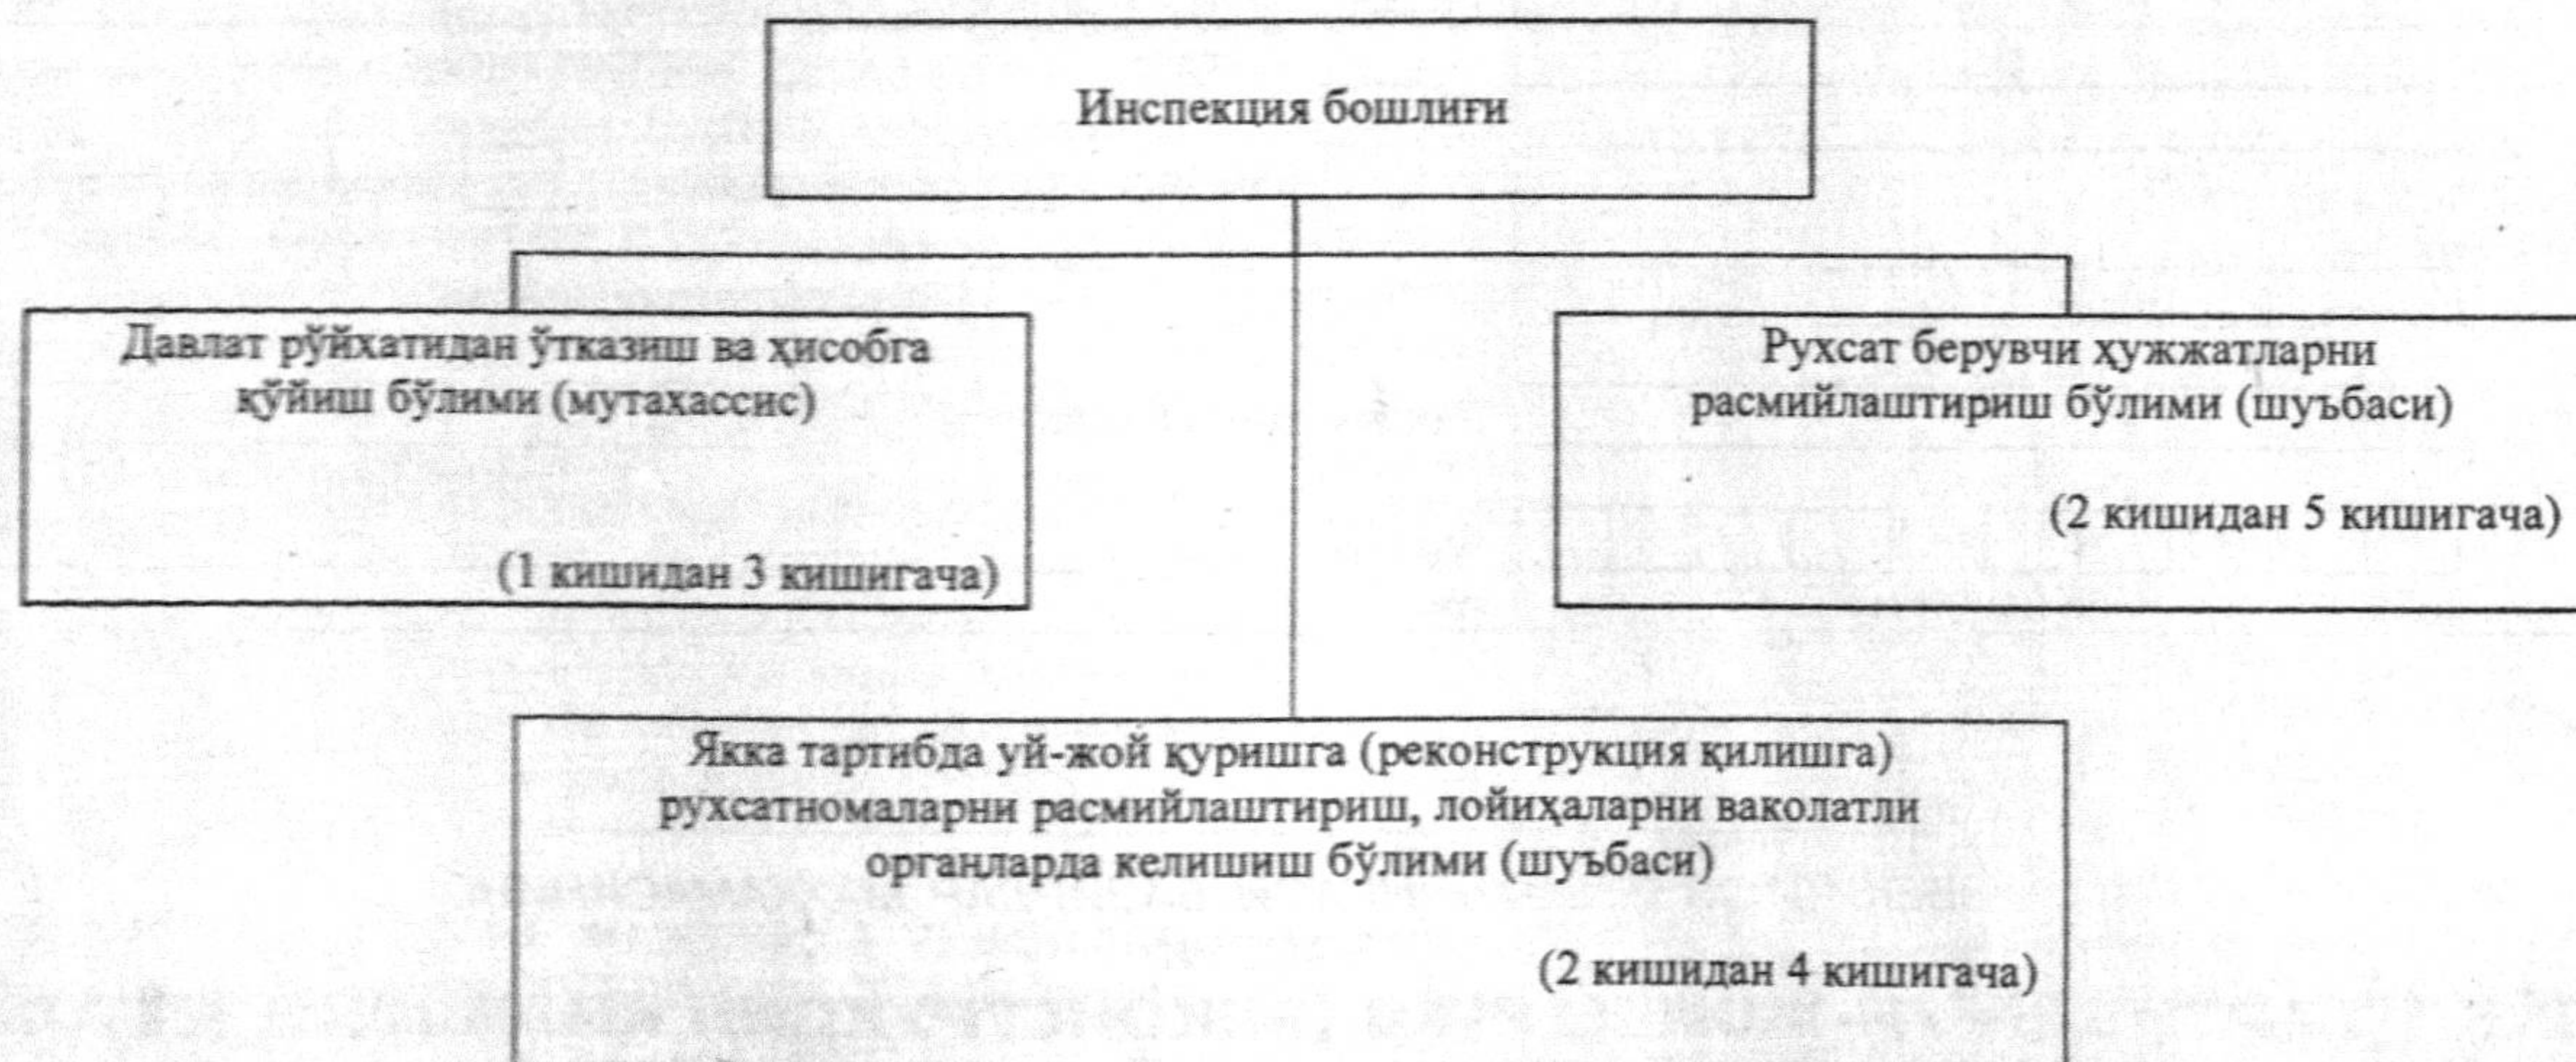 Инспекция бошлиғи
Давлат рўйхатидан ўтказиш ва ҳисобга
қўйиш бўлими (мутахассис)
(1 кишидан 3 кишигача)
Рухсат берувчи ҳужжатларни
расмийлаштириш бўлими (шуъбаси)
(2 кишидан 5 кишигача)
Якка тартибда уй-жой қуришга (реконструкция қилишга)
рухсатномаларни расмийлаштириш, лойиҳаларни ваколатли
органларда келишиш бўлими (шуъбаси)
(2 кишидан 4 кишигача)